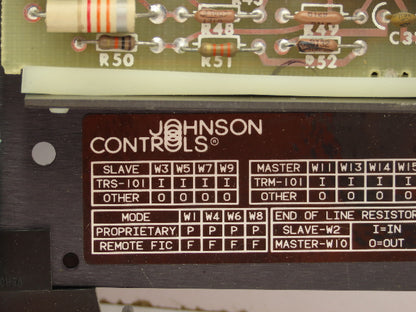 R48
R49
R50
R51
R52
JOHNSON
CONTROLS®
SLAVE W3 W5 W7 W9
TRS-101 I I I I
OTHER O O O O
MASTER W11 W13 W14 W15
TRM-101 I I I I
OTHER O O O O
MODE W1 W4 W6 W8
PROPRIETARY P P P P
REMOTE FIC F F F F
END OF LINE RESISTOR
SLAVE-W2 I=IN
MASTER-W10 O=OUT